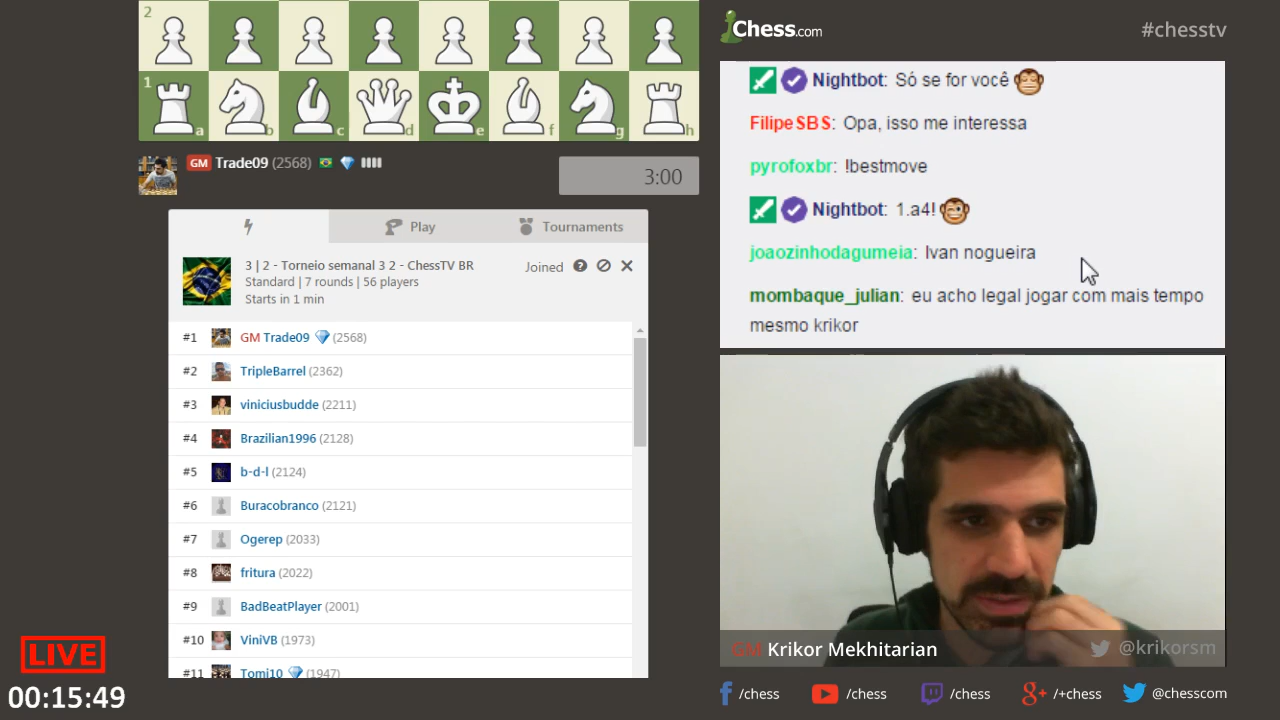 2
1
a b c d e f g h
GM Trade09 (2568)
3:00
Play
Tournaments
3 | 2 - Torneio semanal 3 2 - ChessTV BR
Standard | 7 rounds | 56 players
Starts in 1 min
Joined
#1 GM Trade09 (2568)
#2 TripleBarrel (2362)
#3 viniciusbudde (2211)
#4 Brazilian1996 (2128)
#5 b-d-l (2124)
#6 Buracobranco (2121)
#7 Ogerep (2033)
#8 fritura (2022)
#9 BadBeatPlayer (2001)
#10 ViniVB (1973)
#11 Tomi10 (1947)
LIVE
00:15:49
Chess.com
#chesstv
Nightbot: Só se for você
FilipeSBS: Opa, isso me interessa
pyrofoxbr: !bestmove
Nightbot: 1.a4!
joaozinhodagumeia: Ivan nogueira
mombaque_julian: eu acho legal jogar com mais tempo
mesmo krikor
GM Krikor Mekhitarian
@krikorsm
/chess /chess /chess /+chess @chesscom